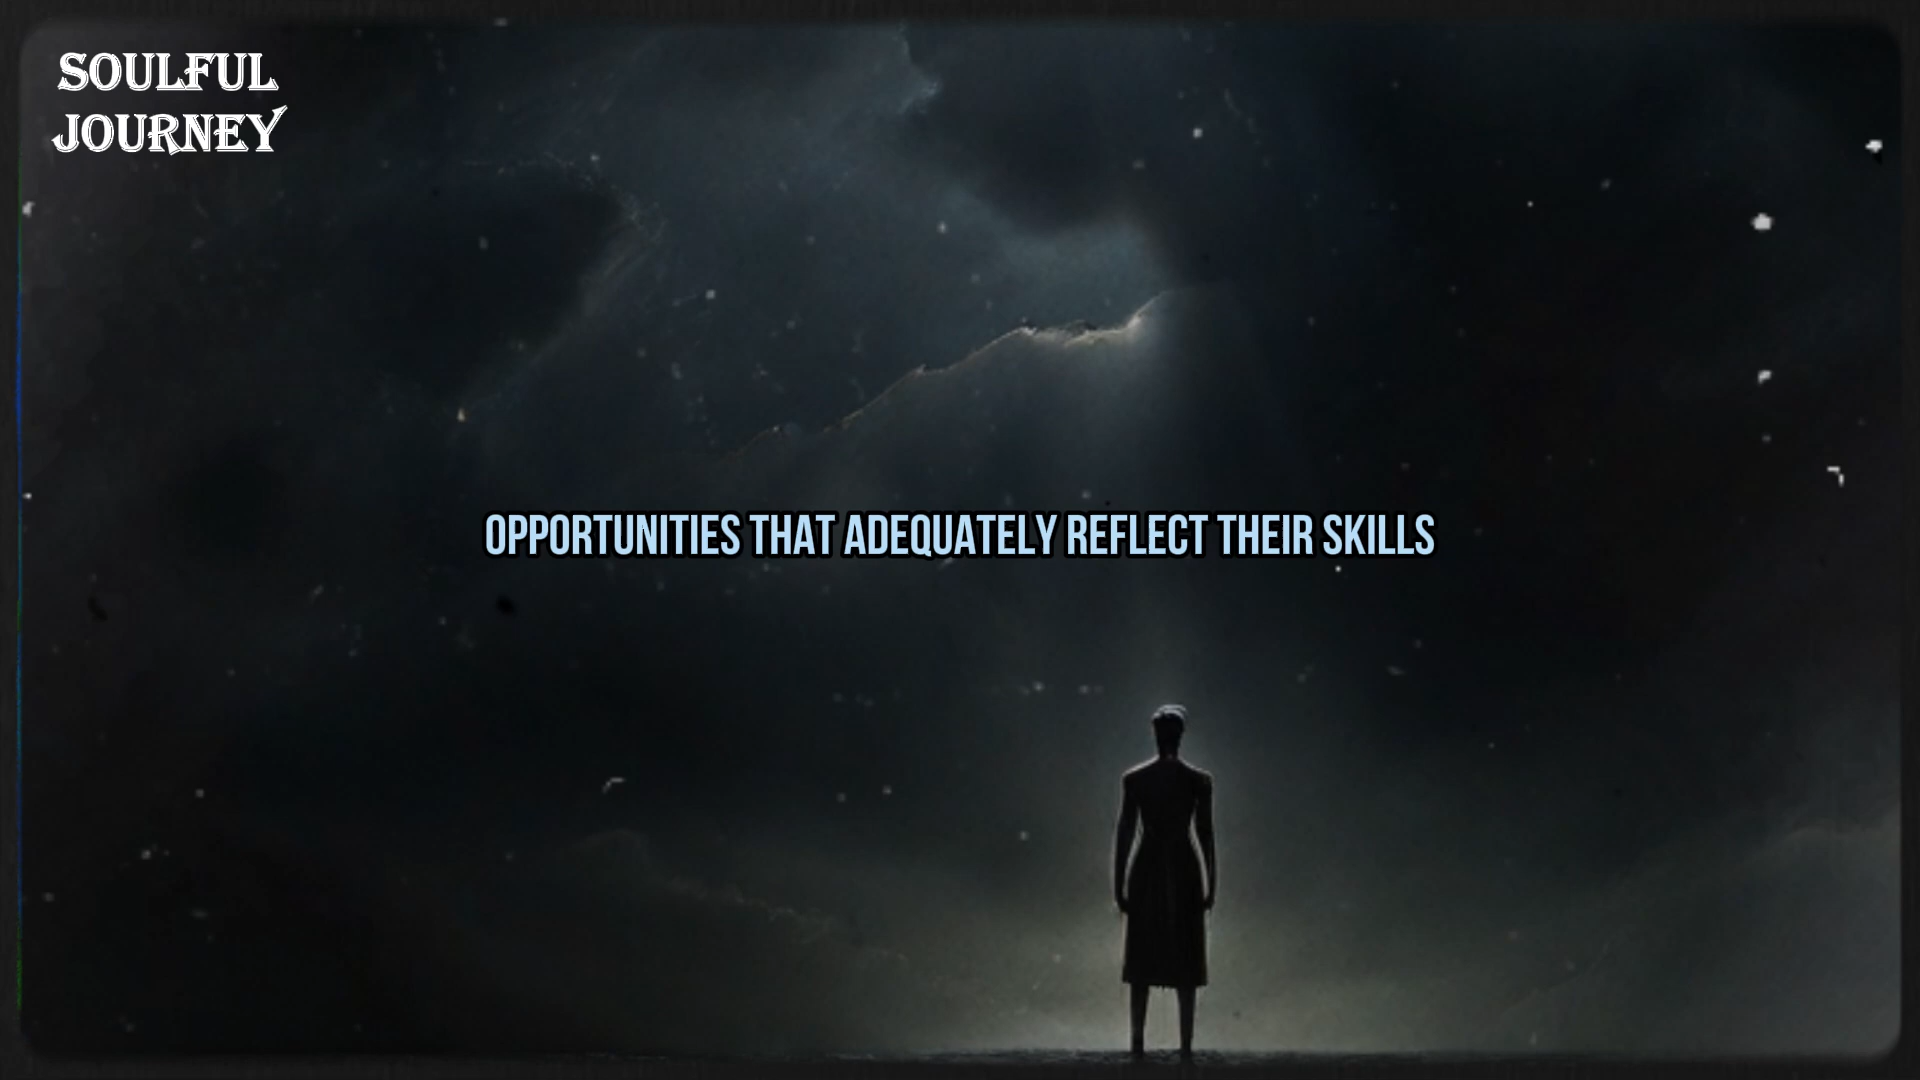 SOULFUL
JOURNEY
OPPORTUNITIES THAT ADEQUATELY REFLECT THEIR SKILLS